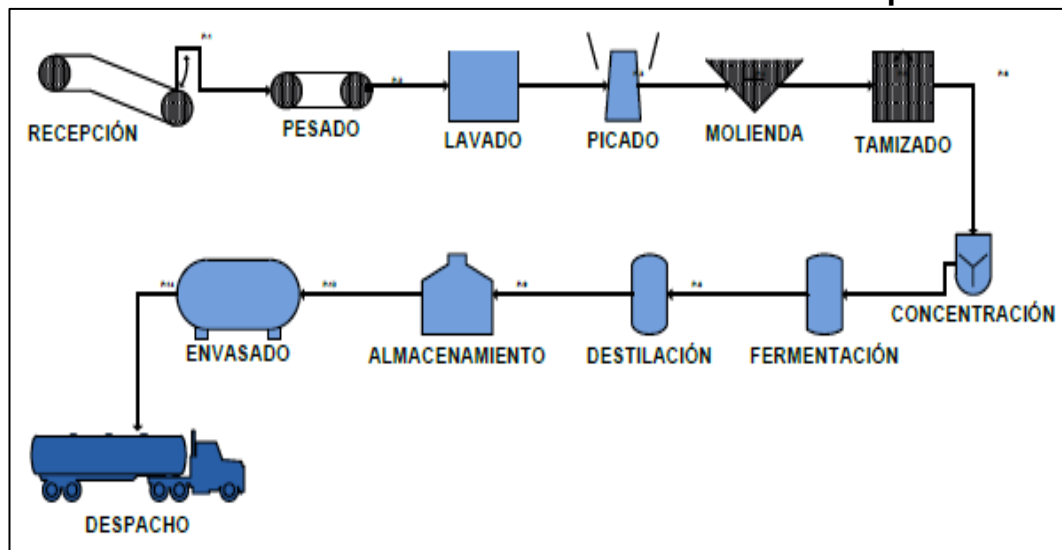 RECEPCIÓN
PESADO
LAVADO
PICADO
MOLIENDA
TAMIZADO
CONCENTRACIÓN
FERMENTACIÓN
DESTILACIÓN
ALMACENAMIENTO
ENVASADO
DESPACHO